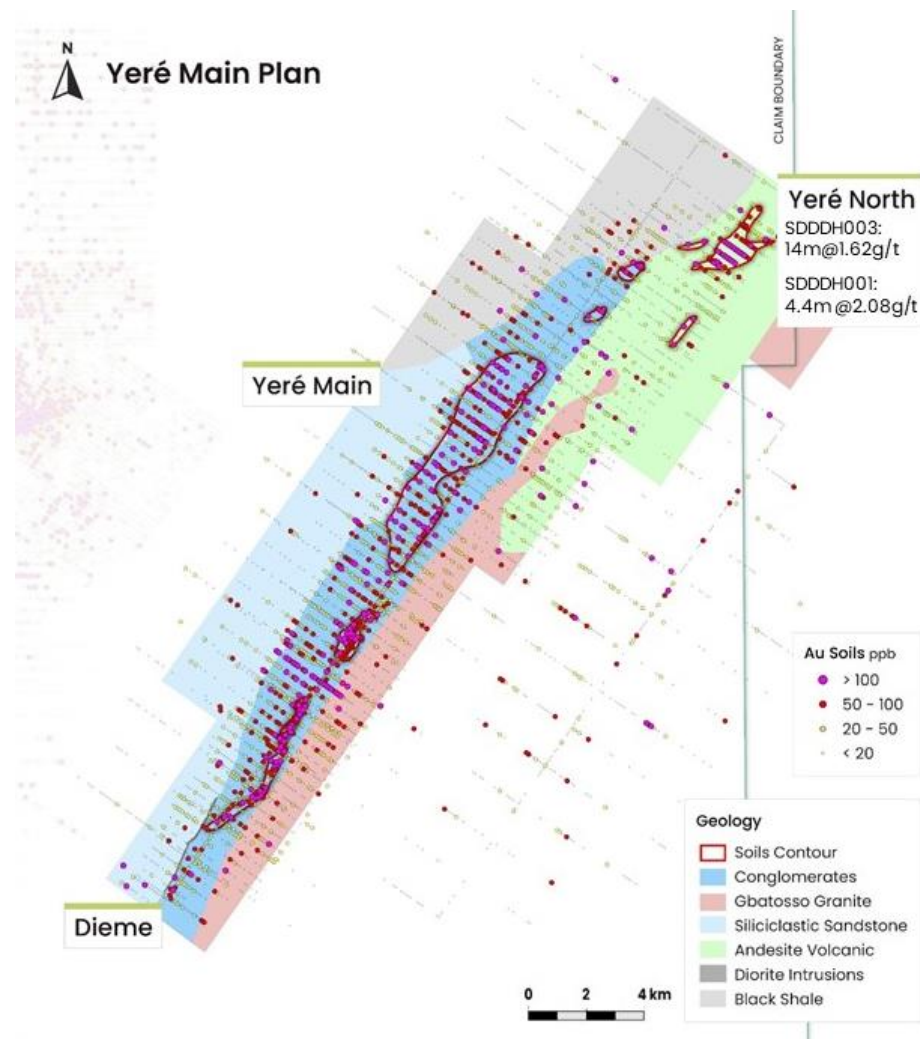 N
Yeré Main Plan
CLAIM BOUNDARY
Yeré North
SDDDH003:
14m@1.62g/t
SDDDH001:
4.4m@2.08g/t
Yeré Main
Au Soils ppb
> 100
50 - 100
20 - 50
< 20
Geology
Soils Contour
Conglomerates
Gbatosso Granite
Siliciclastic Sandstone
Andesite Volcanic
Diorite Intrusions
Black Shale
Dieme
0 2 4 km